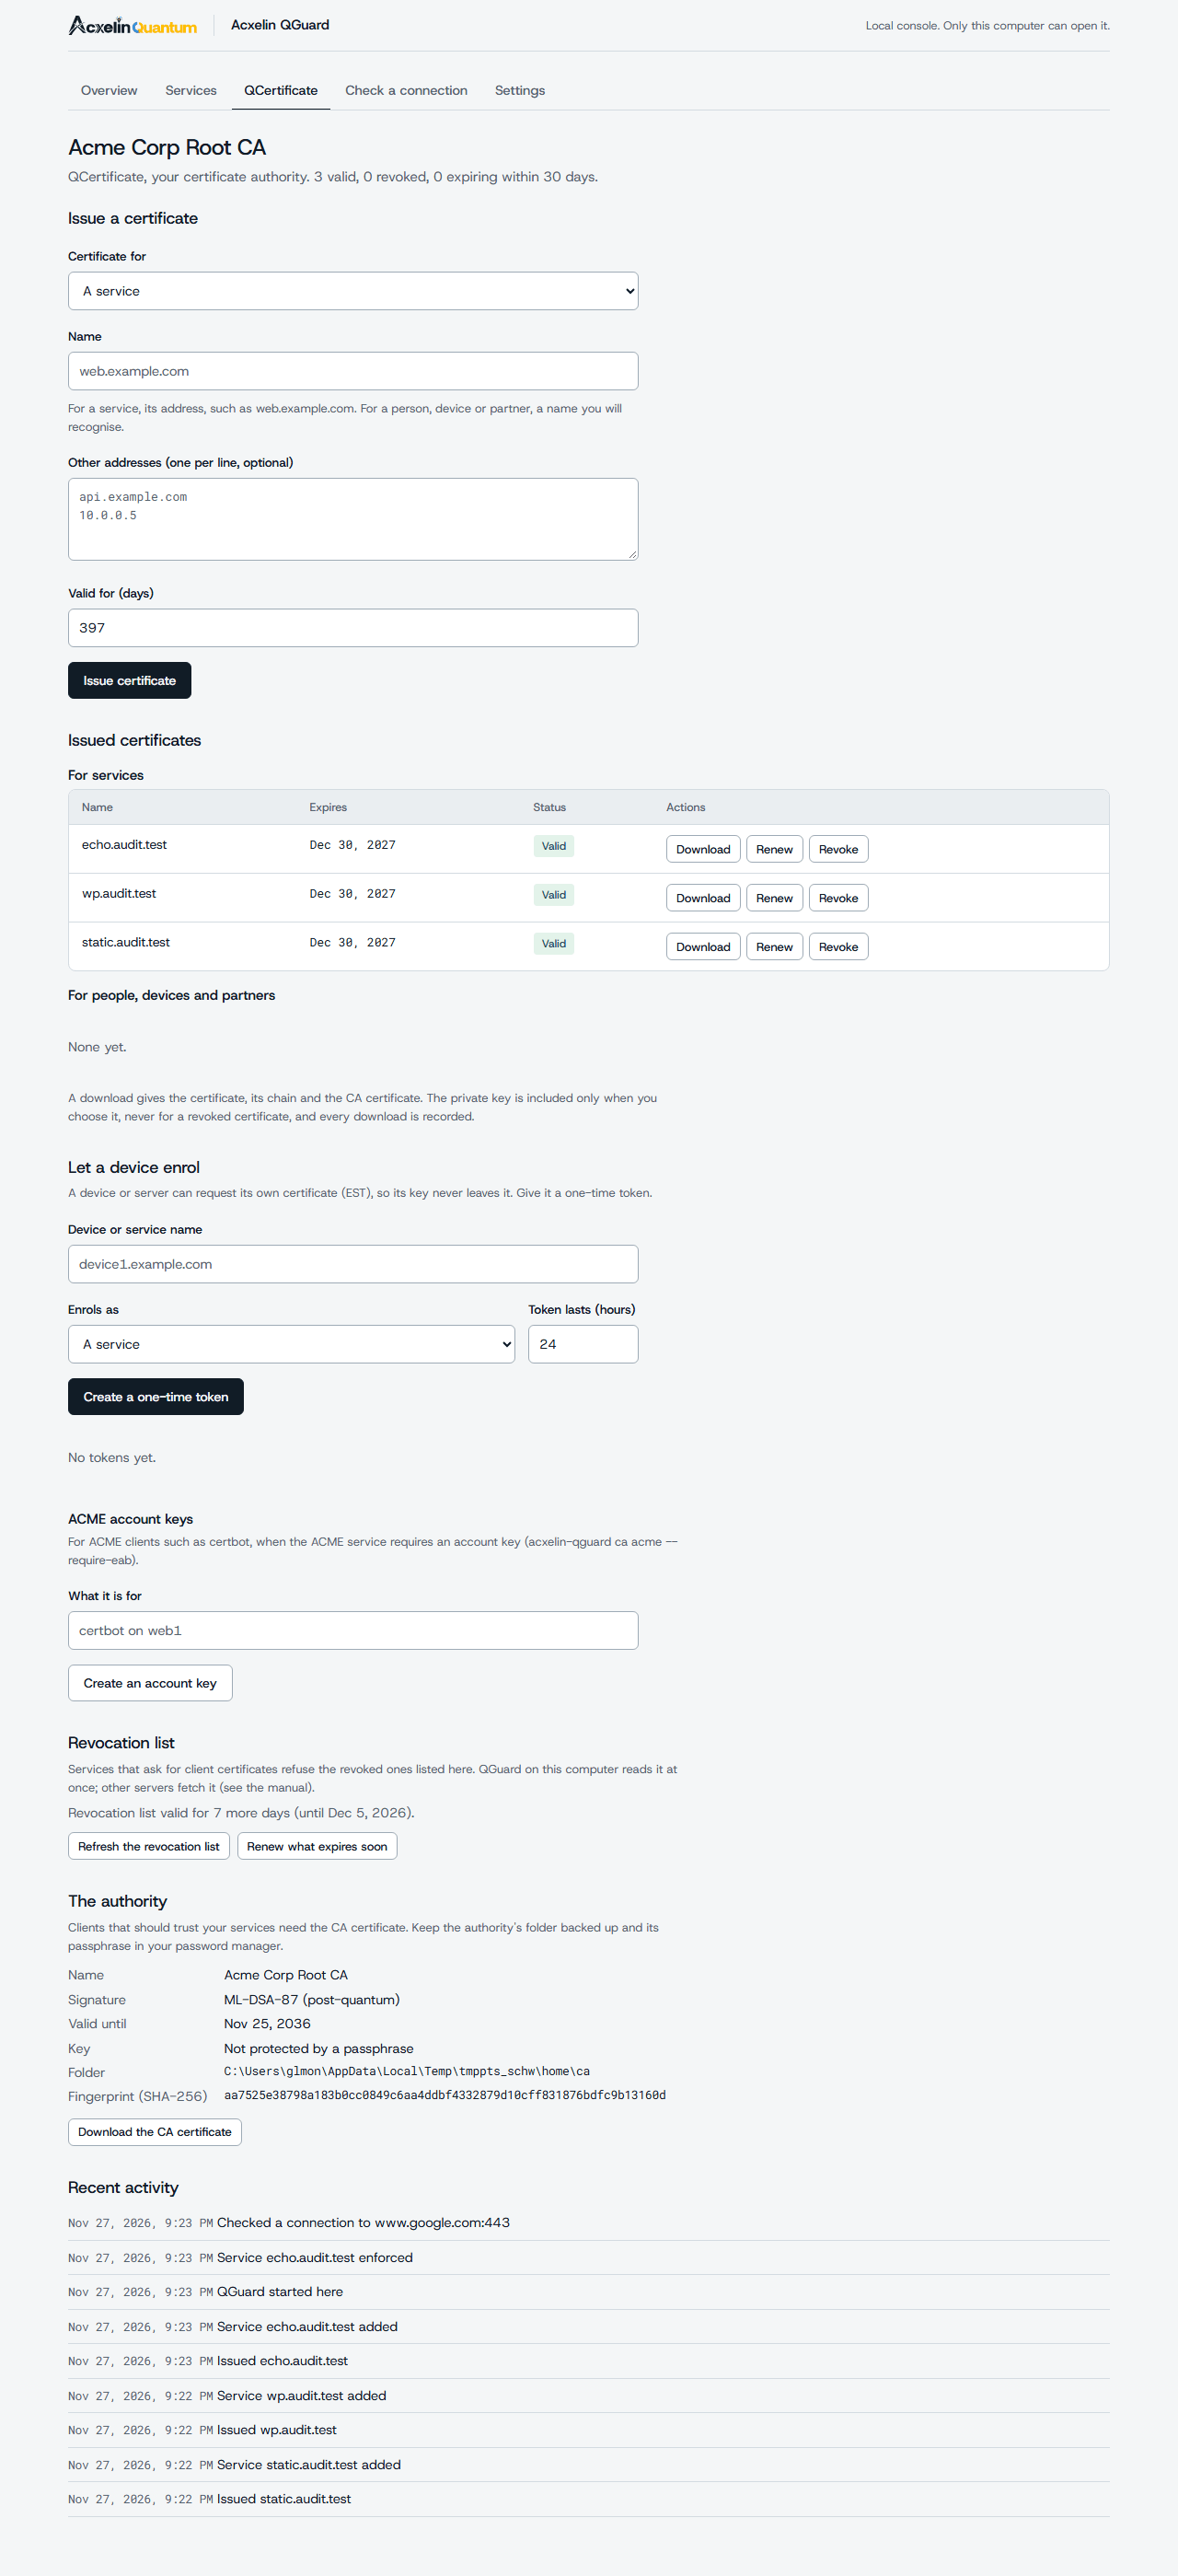 Acxelin Quantum
Acxelin QGuard
Local console. Only this computer can open it.
Overview
Services
QCertificate
Check a connection
Settings
Acme Corp Root CA
QCertificate, your certificate authority. 3 valid, 0 revoked, 0 expiring within 30 days.
Issue a certificate
Certificate for
A service
Name
web.example.com
For a service, its address, such as web.example.com. For a person, device or partner, a name you will
recognise.
Other addresses (one per line, optional)
api.example.com
10.0.0.5
Valid for (days)
397
Issue certificate
Issued certificates
For services
Name Expires Status Actions
echo.audit.test Dec 30, 2027 Valid Download Renew Revoke
wp.audit.test Dec 30, 2027 Valid Download Renew Revoke
static.audit.test Dec 30, 2027 Valid Download Renew Revoke
For people, devices and partners
None yet.
A download gives the certificate, its chain and the CA certificate. The private key is included only when you
choose it, never for a revoked certificate, and every download is recorded.
Let a device enrol
A device or server can request its own certificate (EST), so its key never leaves it. Give it a one-time token.
Device or service name
device1.example.com
Enrols as Token lasts (hours)
A service 24
Create a one-time token
No tokens yet.
ACME account keys
For ACME clients such as certbot, when the ACME service requires an account key (acxelin-qguard ca acme --
require-eab).
What it is for
certbot on web1
Create an account key
Revocation list
Services that ask for client certificates refuse the revoked ones listed here. QGuard on this computer reads it at
once; other servers fetch it (see the manual).
Revocation list valid for 7 more days (until Dec 5, 2026).
Refresh the revocation list Renew what expires soon
The authority
Clients that should trust your services need the CA certificate. Keep the authority's folder backed up and its
passphrase in your password manager.
Name Acme Corp Root CA
Signature ML-DSA-87 (post-quantum)
Valid until Nov 25, 2036
Key Not protected by a passphrase
Folder C:\Users\glmon\AppData\Local\Temp\tmppts_schw\home\ca
Fingerprint (SHA-256) aa7525e38798a183b0cc0849c6aa4ddbf4332879d10cff831876bdfc9b13160d
Download the CA certificate
Recent activity
Nov 27, 2026, 9:23 PM Checked a connection to www.google.com:443
Nov 27, 2026, 9:23 PM Service echo.audit.test enforced
Nov 27, 2026, 9:23 PM QGuard started here
Nov 27, 2026, 9:23 PM Service echo.audit.test added
Nov 27, 2026, 9:23 PM Issued echo.audit.test
Nov 27, 2026, 9:22 PM Service wp.audit.test added
Nov 27, 2026, 9:22 PM Issued wp.audit.test
Nov 27, 2026, 9:22 PM Service static.audit.test added
Nov 27, 2026, 9:22 PM Issued static.audit.test